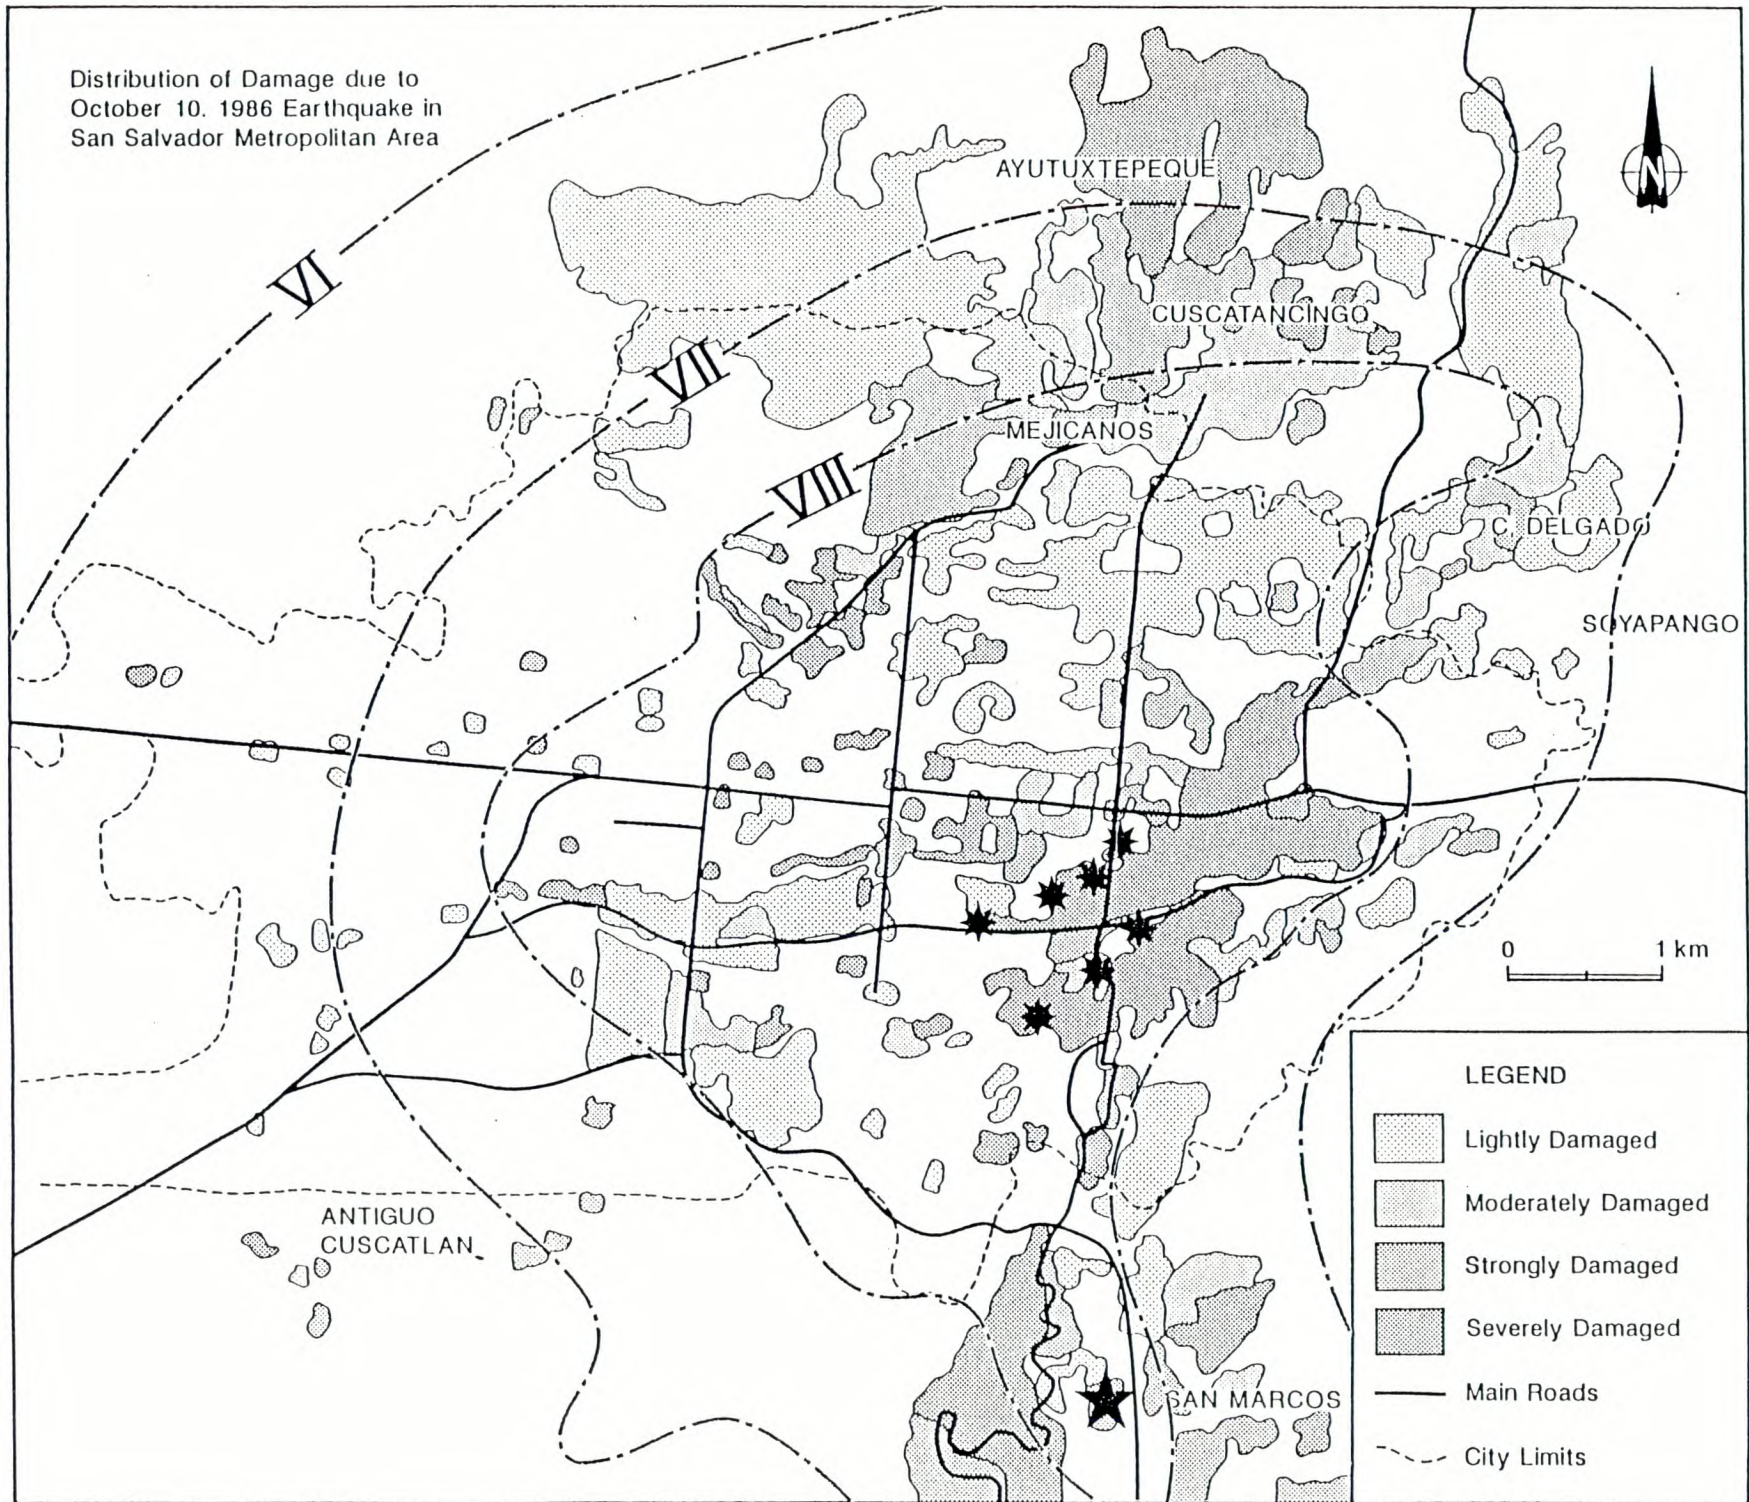 Distribution of Damage due to
October 10. 1986 Earthquake in
San Salvador Metropolitan Area
N
AYUTUXTEPEQUE
VI
CUSCATANCINGO
VII
MEJICANOS
VIII
C. DELGADO
SOYAPANGO
0 1 km
ANTIGUO
CUSCATLAN
SAN MARCOS
LEGEND
Lightly Damaged
Moderately Damaged
Strongly Damaged
Severely Damaged
Main Roads
City Limits